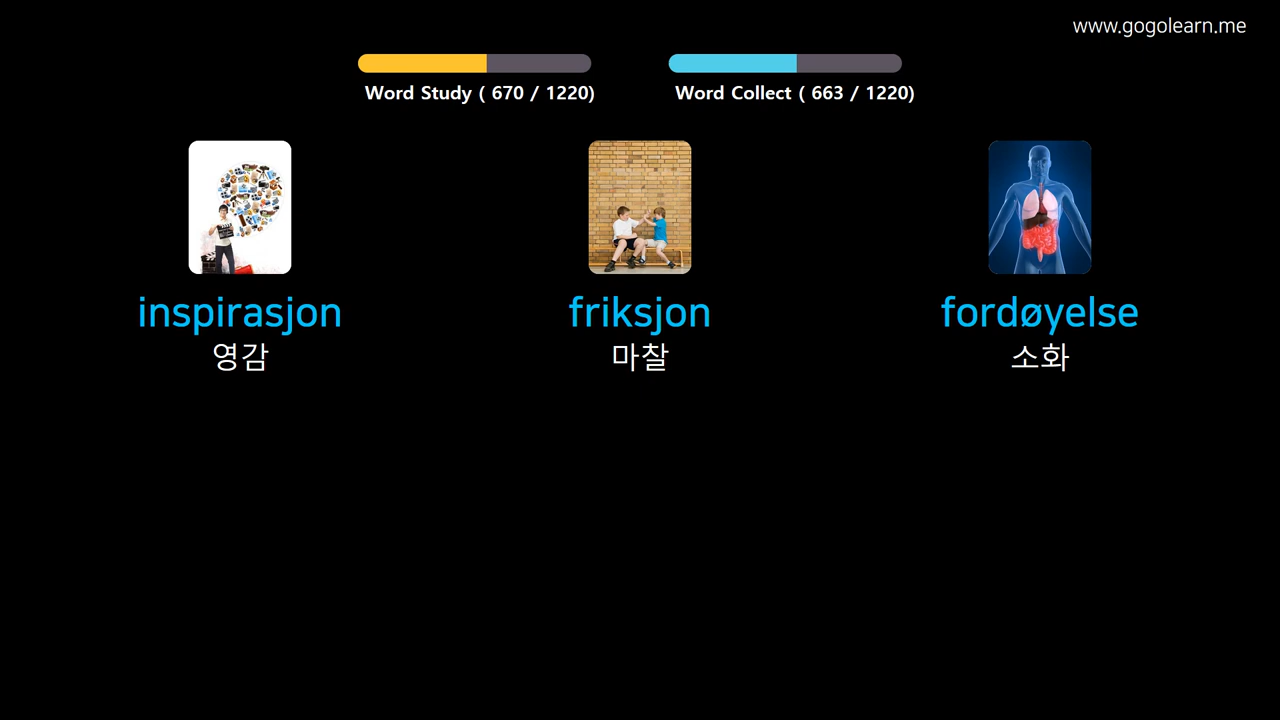 www.gogolearn.me
Word Study ( 670 / 1220)
Word Collect ( 663 / 1220)
inspirasjon
영감
friksjon
마찰
fordøyelse
소화